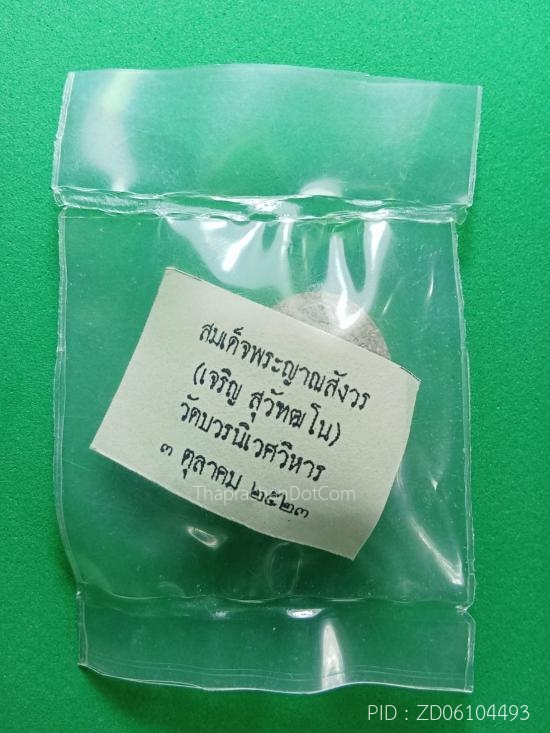 สมเด็จพระญาณสังวร
(เจริญ สุวัฑฒโน)
วัดบวรนิเวศวิหาร
๓ ตุลาคม ๒๕๒๓
ThaprachanDotCom
PID : ZD06104493